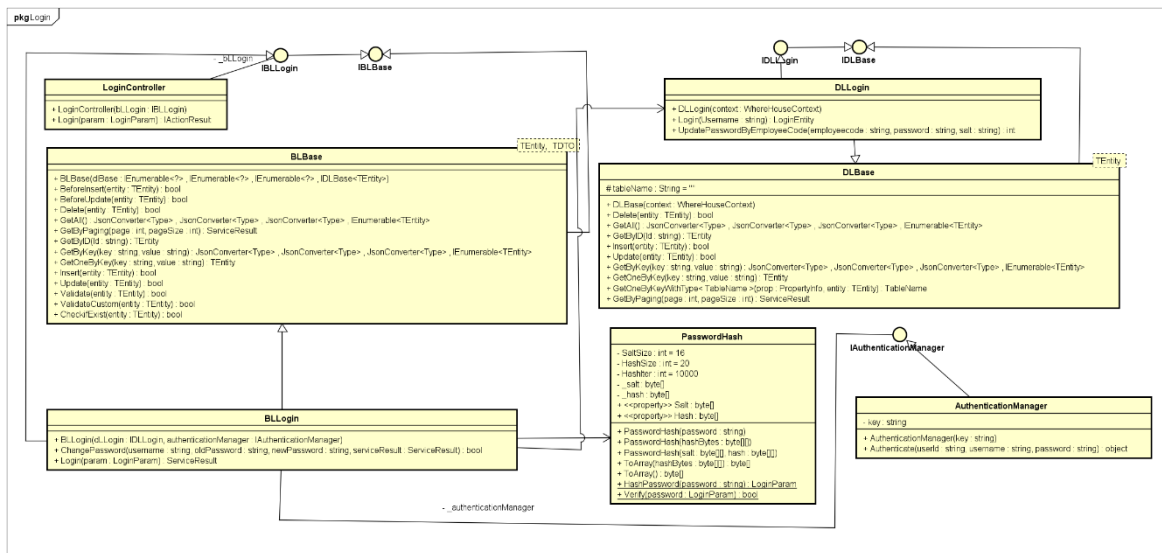 pkg Login
- _bLLogin
IBLLogin
IBLBase
IDLLogin
IDLBase
LoginController
+ LoginController(bLLogin : IBLLogin)
+ Login(param : LoginParam) : IActionResult
DLLogin
+ DLLogin(context : WhereHouseContext)
+ Login(Username : string) : LoginEntity
+ UpdatePasswordByEmployeeCode(employeecode : string, password : string, salt : string) : int
TEntity, TDTO
BLBase
+ BLBase(dlBase : IEnumerable<?>, IEnumerable<?>, IEnumerable<?>, IDLBase<TEntity>)
+ BeforeInsert(entity : TEntity) : bool
+ BeforeUpdate(entity : TEntity) : bool
+ Delete(entity : TEntity) : bool
+ GetAll() : JsonConverter<Type>, JsonConverter<Type>, JsonConverter<Type>, IEnumerable<TEntity>
+ GetByPaging(page : int, pageSize : int) : ServiceResult
+ GetByID(Id : string) : TEntity
+ GetByKey(key : string, value : string) : JsonConverter<Type>, JsonConverter<Type>, JsonConverter<Type>, IEnumerable<TEntity>
+ GetOneByKey(key : string, value : string) : TEntity
+ Insert(entity : TEntity) : bool
+ Update(entity : TEntity) : bool
+ Validate(entity : TEntity) : bool
+ ValidateCustom(entity : TEntity) : bool
+ CheckIfExist(entity : TEntity) : bool
TEntity
DLBase
# tableName : String = ""
+ DLBase(context : WhereHouseContext)
+ Delete(entity : TEntity) : bool
+ GetAll() : JsonConverter<Type>, JsonConverter<Type>, JsonConverter<Type>, IEnumerable<TEntity>
+ GetByID(Id : string) : TEntity
+ Insert(entity : TEntity) : bool
+ Update(entity : TEntity) : bool
+ GetByKey(key : string, value : string) : JsonConverter<Type>, JsonConverter<Type>, JsonConverter<Type>, IEnumerable<TEntity>
+ GetOneByKey(key : string, value : string) : TEntity
+ GetOneByKeyWithType< TableName >(prop : PropertyInfo, entity : TEntity) : TableName
+ GetByPaging(page : int, pageSize : int) : ServiceResult
PasswordHash
- SaltSize : int = 16
- HashSize : int = 20
- HashIter : int = 10000
- _salt : byte[]
- _hash : byte[]
+ <<property>> Salt : byte[]
+ <<property>> Hash : byte[]
+ PasswordHash(password : string)
+ PasswordHash(hashBytes : byte[][])
+ PasswordHash(salt : byte[][], hash : byte[][])
+ ToArray(hashBytes : byte[][]) : byte[]
+ ToArray() : byte[]
+ HashPassword(password : string) : LoginParam
+ Verify(password : LoginParam) : bool
IAuthenticationManager
AuthenticationManager
- key : string
+ AuthenticationManager(key : string)
+ Authenticate(userId : string, username : string, password : string) : object
BLLogin
+ BLLogin(dLLogin : IDLLogin, authenticationManager : IAuthenticationManager)
+ ChangePassword(username : string, oldPassword : string, newPassword : string, serviceResult : ServiceResult) : bool
+ Login(param : LoginParam) : ServiceResult
- _authenticationManager